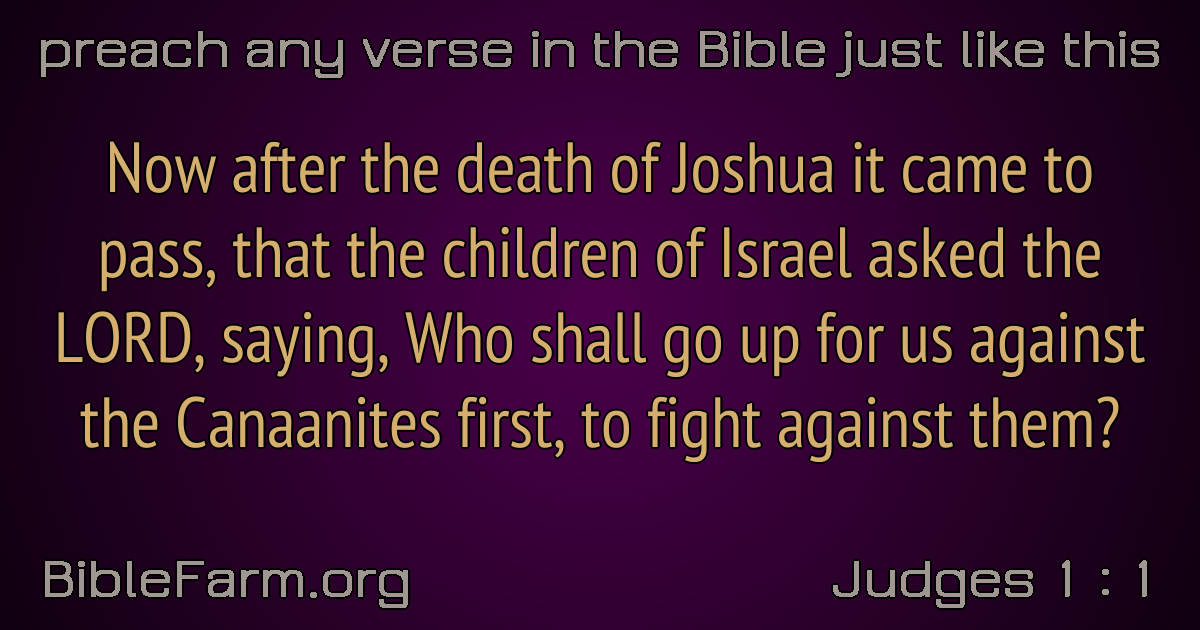 preach any verse in the Bible just like this
Now after the death of Joshua it came to
pass, that the children of Israel asked the
LORD, saying, Who shall go up for us against
the Canaanites first, to fight against them?
BibleFarm.org
Judges 1 : 1